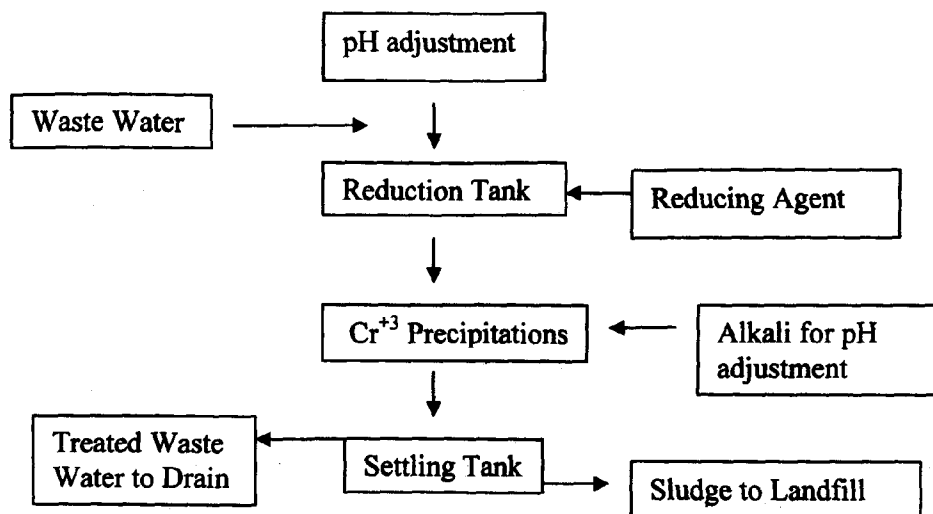 pH adjustment
Waste Water
Reduction Tank
Reducing Agent
Cr⁺³ Precipitations
Alkali for pH
adjustment
Treated Waste
Water to Drain
Settling Tank
Sludge to Landfill